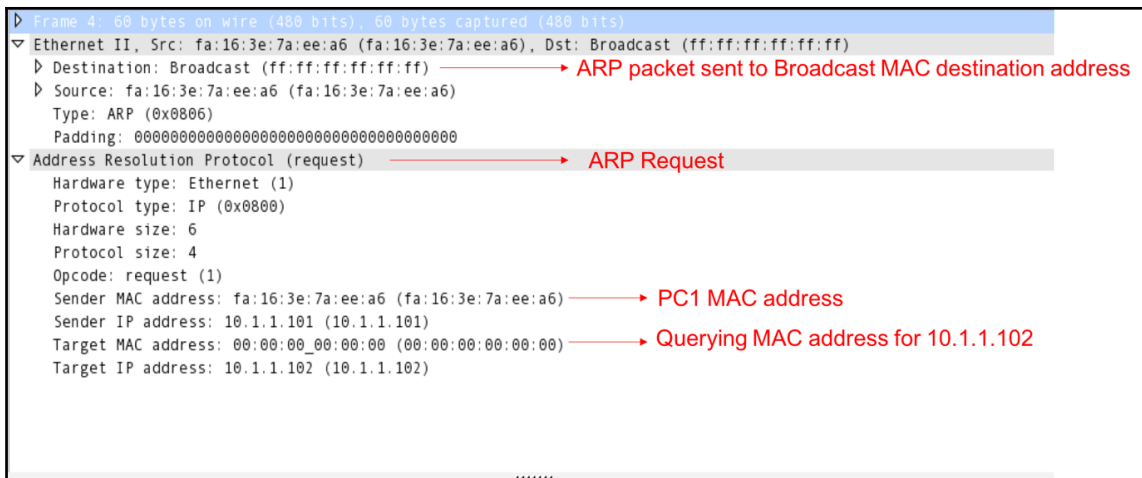 Frame 4: 60 bytes on wire (480 bits), 60 bytes captured (480 bits)
Ethernet II, Src: fa:16:3e:7a:ee:a6 (fa:16:3e:7a:ee:a6), Dst: Broadcast (ff:ff:ff:ff:ff:ff)
Destination: Broadcast (ff:ff:ff:ff:ff:ff) ARP packet sent to Broadcast MAC destination address
Source: fa:16:3e:7a:ee:a6 (fa:16:3e:7a:ee:a6)
Type: ARP (0x0806)
Padding: 000000000000000000000000000000000000
Address Resolution Protocol (request) ARP Request
Hardware type: Ethernet (1)
Protocol type: IP (0x0800)
Hardware size: 6
Protocol size: 4
Opcode: request (1)
Sender MAC address: fa:16:3e:7a:ee:a6 (fa:16:3e:7a:ee:a6) PC1 MAC address
Sender IP address: 10.1.1.101 (10.1.1.101)
Target MAC address: 00:00:00_00:00:00 (00:00:00:00:00:00) Querying MAC address for 10.1.1.102
Target IP address: 10.1.1.102 (10.1.1.102)